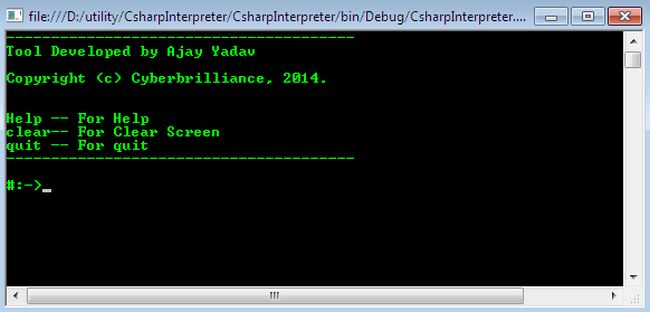 file:///D:/utility/CsharpInterpreter/CsharpInterpreter/bin/Debug/CsharpInterpreter....
---------------------------------------
Tool Developed by Ajay Yadav
Copyright (c) Cyberbrilliance, 2014.
Help -- For Help
clear-- For Clear Screen
quit -- For quit
---------------------------------------
#:->_